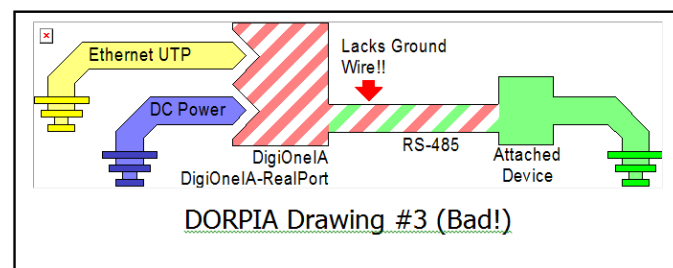 Ethernet UTP
Lacks Ground
Wire!!
DC Power
RS-485
DigiOneIA
DigiOneIA-RealPort
Attached
Device
DORPIA Drawing #3 (Bad!)